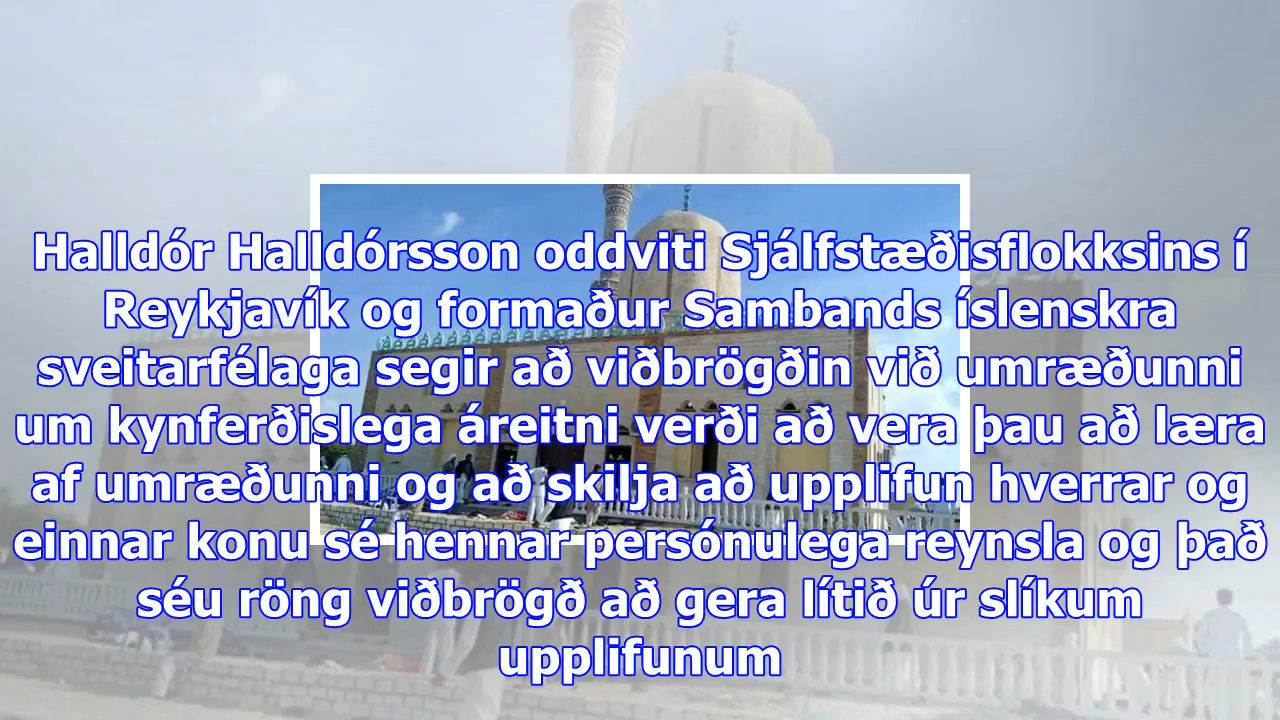 Halldór Halldórsson oddviti Sjálfstæðisflokksins í
Reykjavík og formaður Sambands íslenskra
sveitarfélaga segir að viðbrögðin við umræðunni
um kynferðislega áreitni verði að vera þau að læra
af umræðunni og að skilja að upplifun hverrar og
einnar konu sé hennar persónulega reynsla og það
séu röng viðbrögð að gera lítið úr slíkum
upplifunum